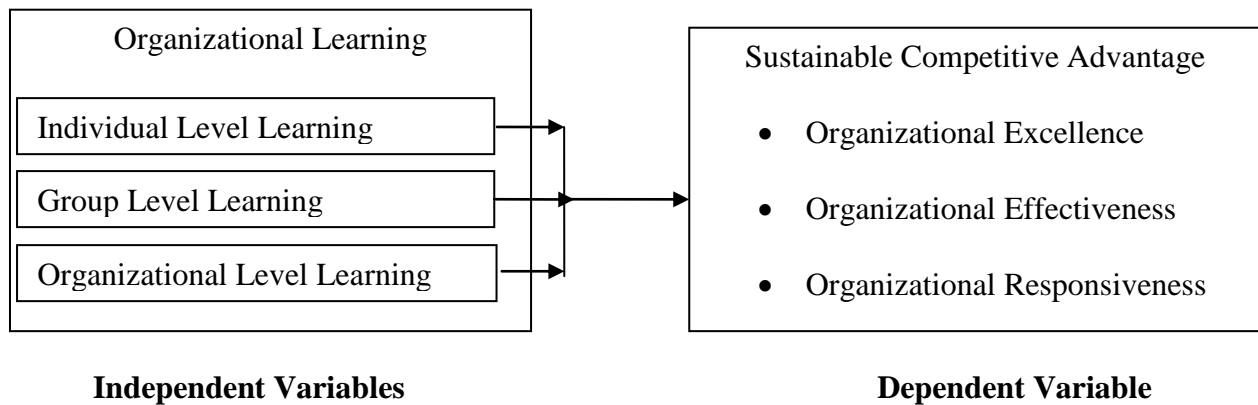 Organizational Learning
Individual Level Learning
Group Level Learning
Organizational Level Learning
Sustainable Competitive Advantage
• Organizational Excellence
• Organizational Effectiveness
• Organizational Responsiveness
Independent Variables
Dependent Variable